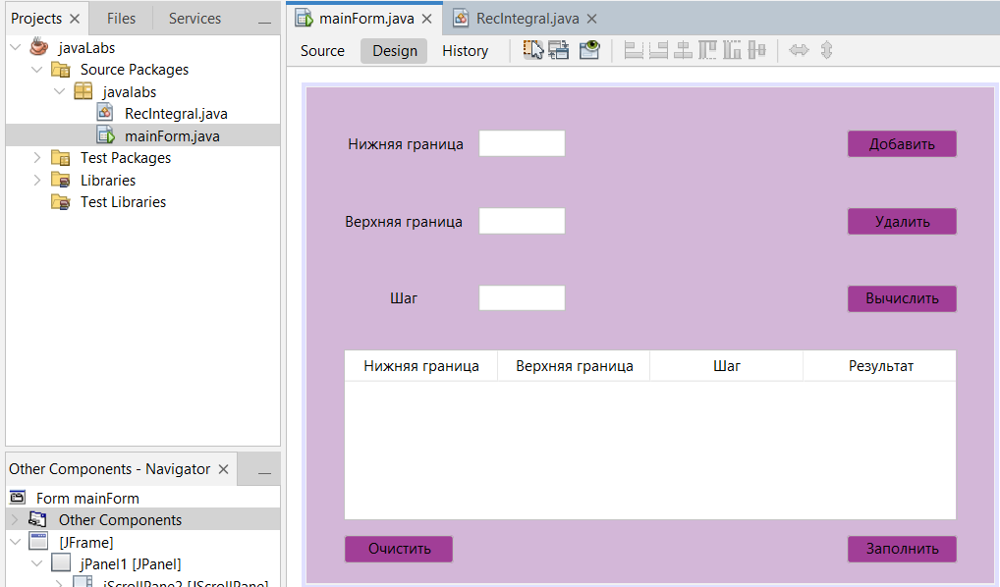 Projects
Files
Services
javaLabs
Source Packages
javalabs
RecIntegral.java
mainForm.java
Test Packages
Libraries
Test Libraries
Other Components - Navigator
Form mainForm
Other Components
[JFrame]
jPanel1 [JPanel]
jScrollPane2 [JScrollPane]
mainForm.java
RecIntegral.java
Source
Design
History
Нижняя граница
Добавить
Верхняя граница
Удалить
Шаг
Вычислить
Нижняя граница
Верхняя граница
Шаг
Результат
Очистить
Заполнить